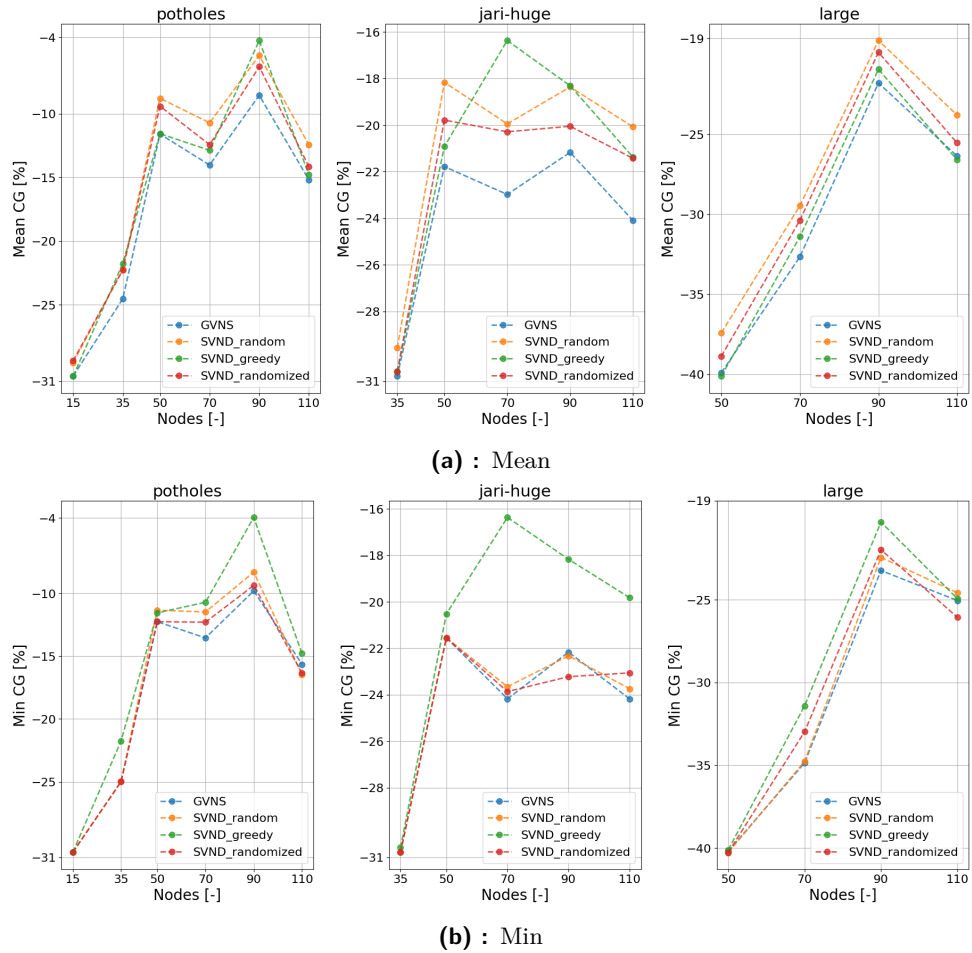 potholes
jari-huge
large
Mean CG [%]
−4
−10
−15
−20
−25
−31
15
35
50
70
90
110
Nodes [-]
GVNS
SVND_random
SVND_greedy
SVND_randomized
Mean CG [%]
−16
−18
−20
−22
−24
−26
−28
−31
35
50
70
90
110
Nodes [-]
GVNS
SVND_random
SVND_greedy
SVND_randomized
Mean CG [%]
−19
−25
−30
−35
−40
50
70
90
110
Nodes [-]
GVNS
SVND_random
SVND_greedy
SVND_randomized
(a) : Mean
potholes
jari-huge
large
Min CG [%]
−4
−10
−15
−20
−25
−31
15
35
50
70
90
110
Nodes [-]
GVNS
SVND_random
SVND_greedy
SVND_randomized
Min CG [%]
−16
−18
−20
−22
−24
−26
−28
−31
35
50
70
90
110
Nodes [-]
GVNS
SVND_random
SVND_greedy
SVND_randomized
Min CG [%]
−19
−25
−30
−35
−40
50
70
90
110
Nodes [-]
GVNS
SVND_random
SVND_greedy
SVND_randomized
(b) : Min